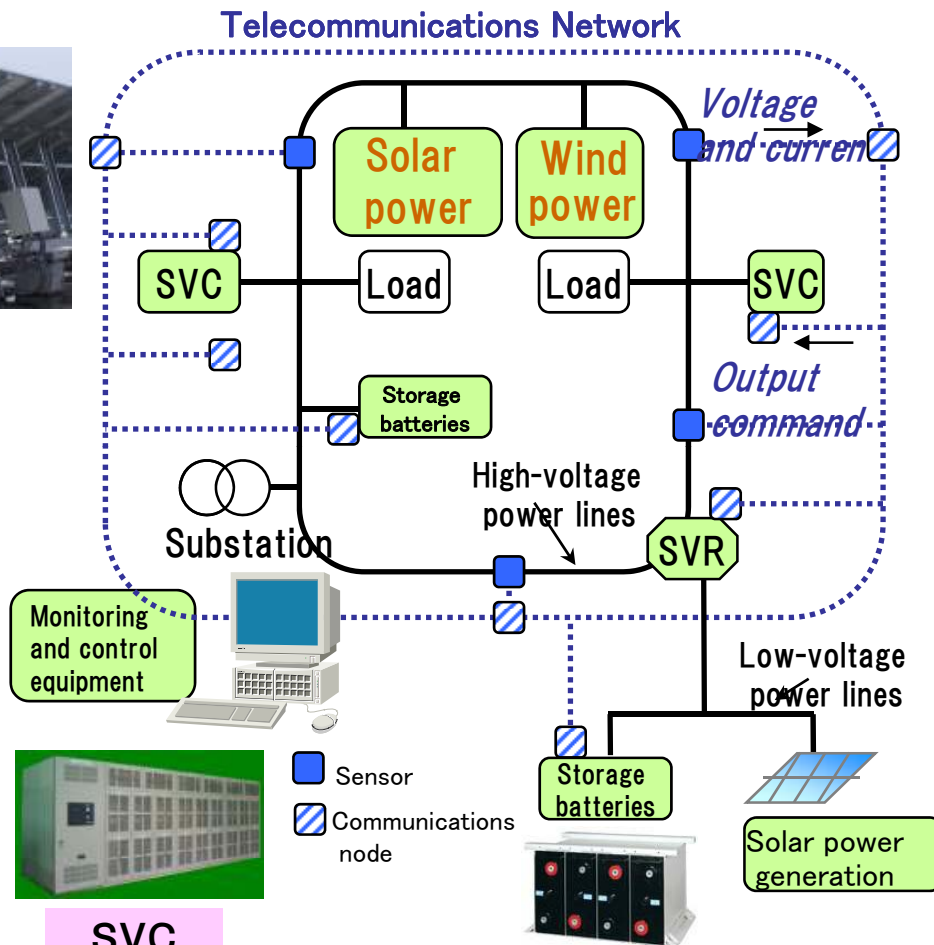 Telecommunications Network
Voltage
and curren
Solar
power
Wind
power
SVC
Load
Load
SVC
Storage
batteries
Output
command
High-voltage
power lines
Substation
SVR
Monitoring
and control
equipment
Low-voltage
power lines
Sensor
Communications
node
Storage
batteries
Solar power
generation
SVC